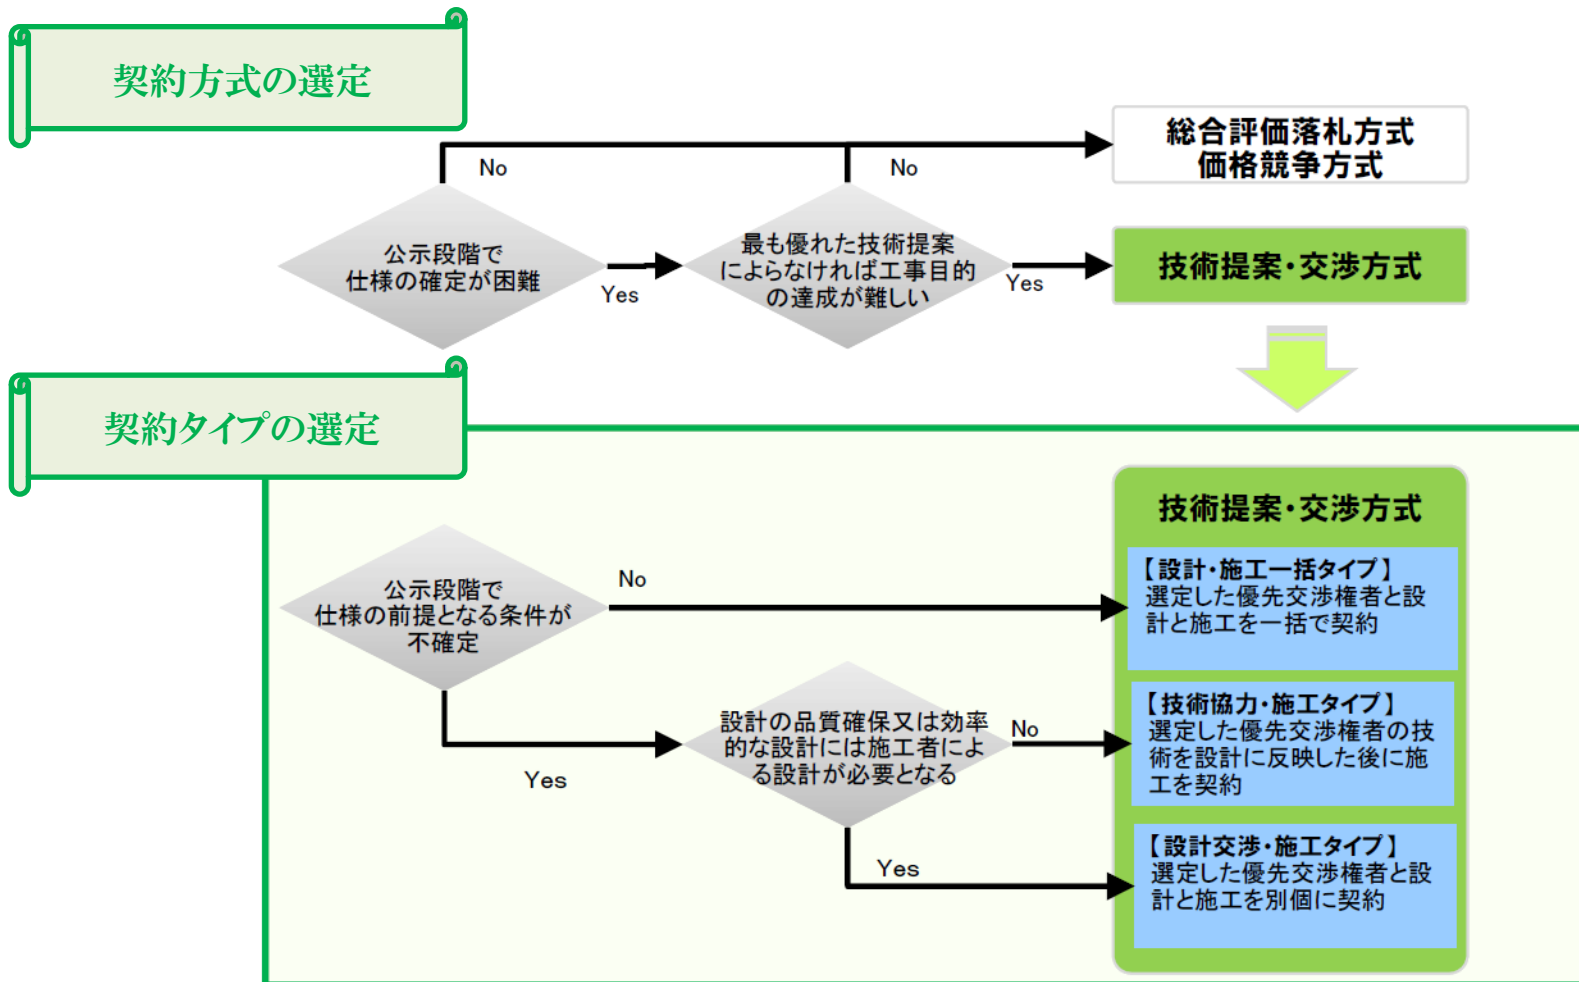 契約方式の選定
総合評価落札方式
価格競争方式
No
No
公示段階で
仕様の確定が困難
Yes
最も優れた技術提案
によらなければ工事目的
の達成が難しい
Yes
技術提案・交渉方式
契約タイプの選定
技術提案・交渉方式
公示段階で
仕様の前提となる条件が
不確定
No
【設計・施工一括タイプ】
選定した優先交渉権者と設
計と施工を一括で契約
Yes
設計の品質確保又は効率
的な設計には施工者によ
る設計が必要となる
No
【技術協力・施工タイプ】
選定した優先交渉権者の技
術を設計に反映した後に施
工を契約
Yes
【設計交渉・施工タイプ】
選定した優先交渉権者と設
計と施工を別個に契約